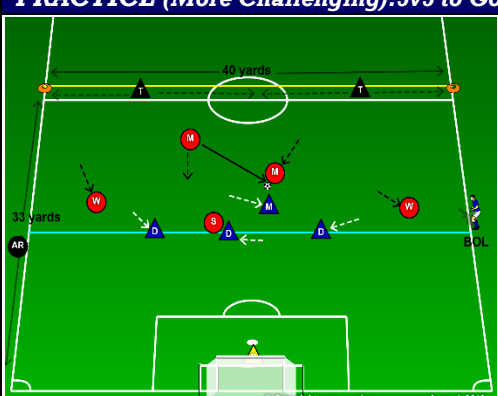 PRACTICE (More Challenging): 5v5 to Go
40 yards
T T
M
M
W W
33 yards
M
S
D D D
AR
BOL